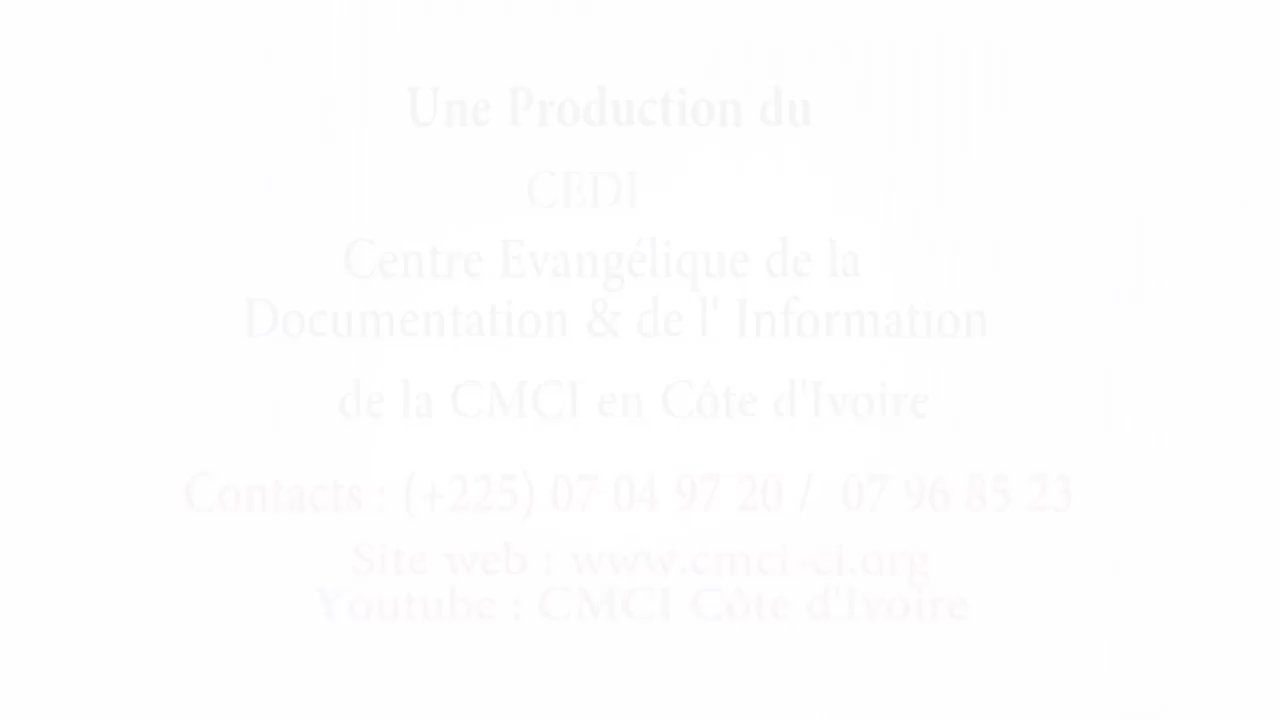 Une Production du
CEDI
Centre Evangélique de la
Documentation & de l' Information
de la CMCI en Côte d'Ivoire
Contacts : (+225) 07 04 97 20 / 07 96 85 23
Site web : www.cmci-ci.org
Youtube : CMCI Côte d'Ivoire